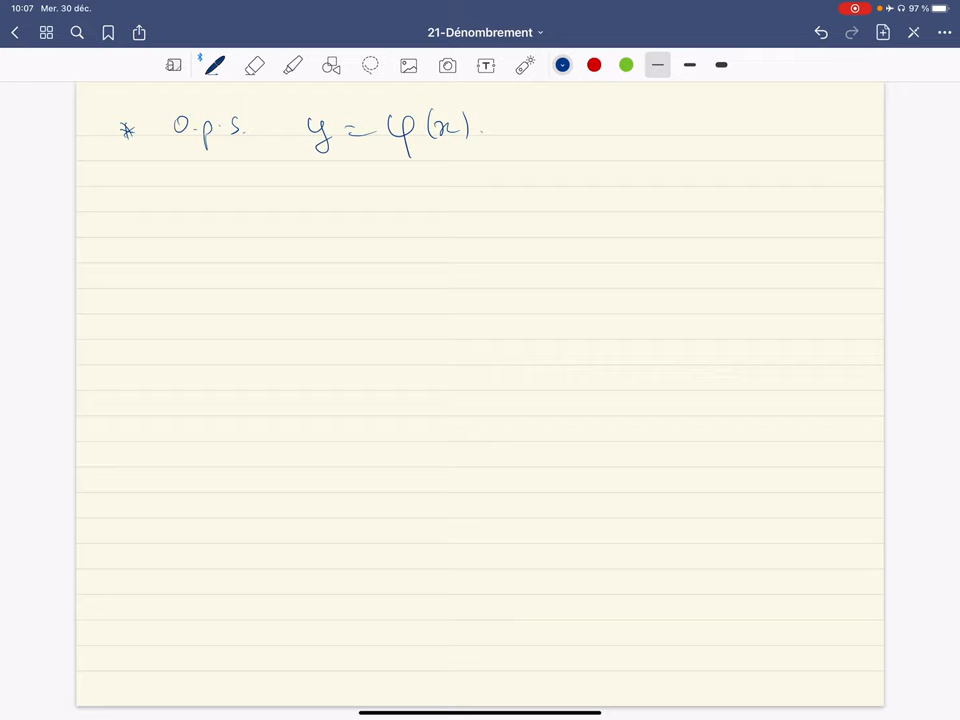 10:07 Mer. 30 déc. 97 %
21-Dénombrement
* O.p.s. y = φ(x).